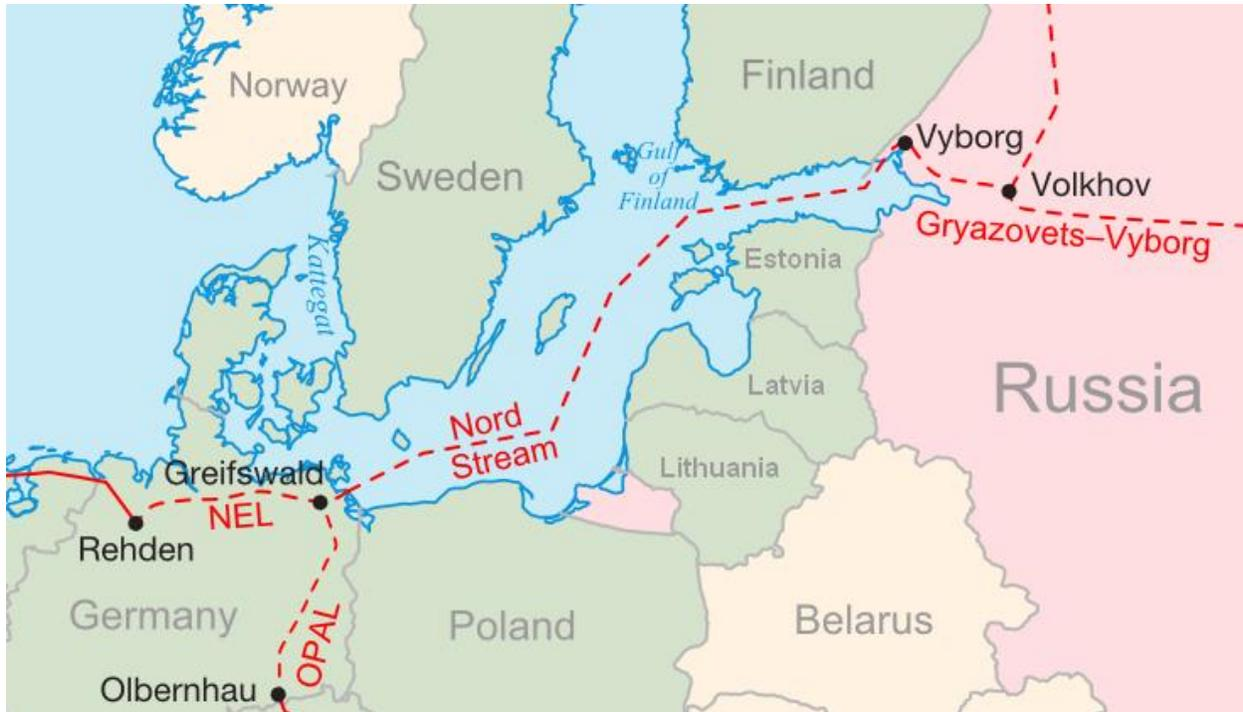 Norway
Finland
Vyborg
Sweden
Gulf
of
Finland
Volkhov
Gryazovets–Vyborg
Kattegat
Estonia
Latvia
Russia
Nord
Stream
Lithuania
Greifswald
NEL
Rehden
Germany
OPAL
Poland
Belarus
Olbernhau